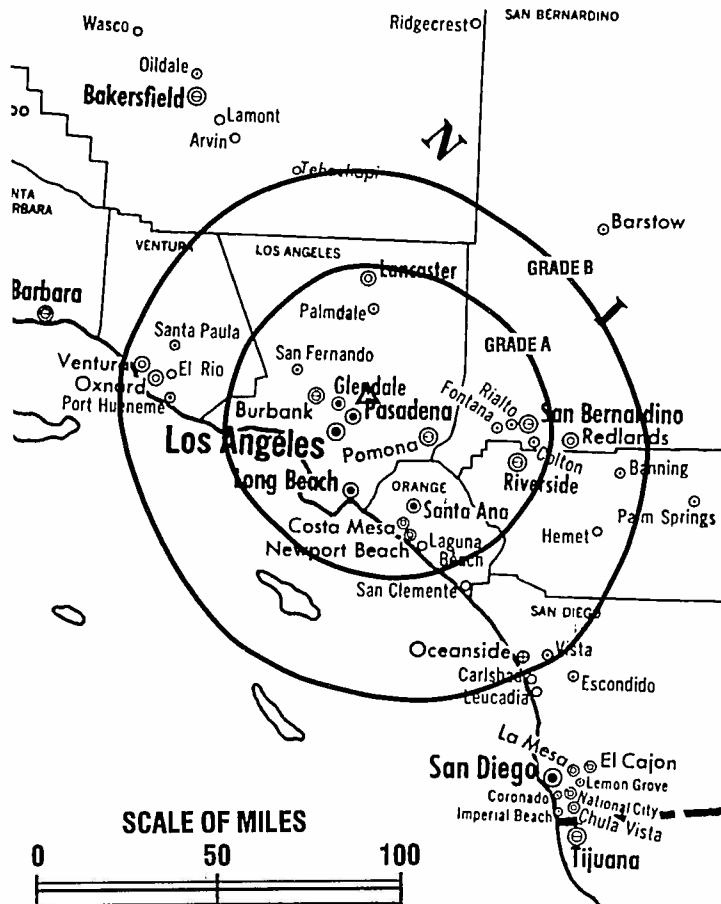 SAN BERNARDINO
Wasco
Ridgecrest
Oildale
Bakersfield
Lamont
Arvin
N
Tehachapi
NTA
RBARA
VENTURA
LOS ANGELES
Barstow
GRADE B
Lancaster
Barbara
Palmdale
I
Santa Paula
GRADE A
San Fernando
Ventura
El Rio
Oxnard
Port Hueneme
Glendale
Burbank
Pasadena
Rialto
Fontana
San Bernardino
Los Angeles
Pomona
Redlands
Colton
Banning
Long Beach
ORANGE
Riverside
Santa Ana
Palm Springs
Costa Mesa
Newport Beach
Laguna
Beach
Hemet
San Clemente
SAN DIEGO
Oceanside
Vista
Carlsbad
Escondido
Leucadia
La Mesa
El Cajon
San Diego
Lemon Grove
Coronado
National City
Imperial Beach
Chula Vista
Tijuana
SCALE OF MILES
0 50 100